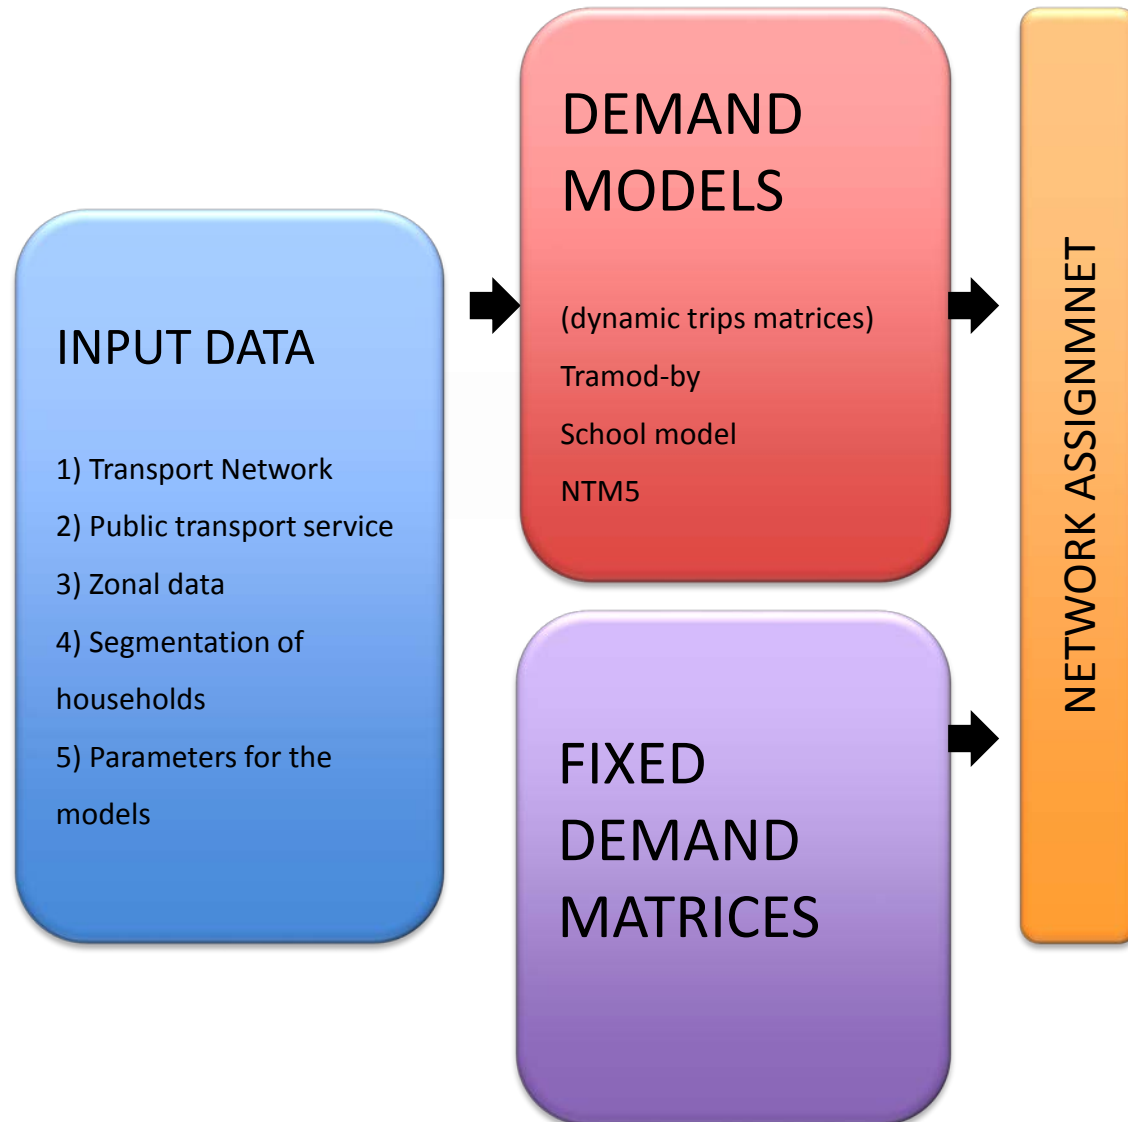 INPUT DATA
1) Transport Network
2) Public transport service
3) Zonal data
4) Segmentation of
households
5) Parameters for the
models
DEMAND
MODELS
(dynamic trips matrices)
Tramod-by
School model
NTM5
FIXED
DEMAND
MATRICES
NETWORK ASSIGNMNET